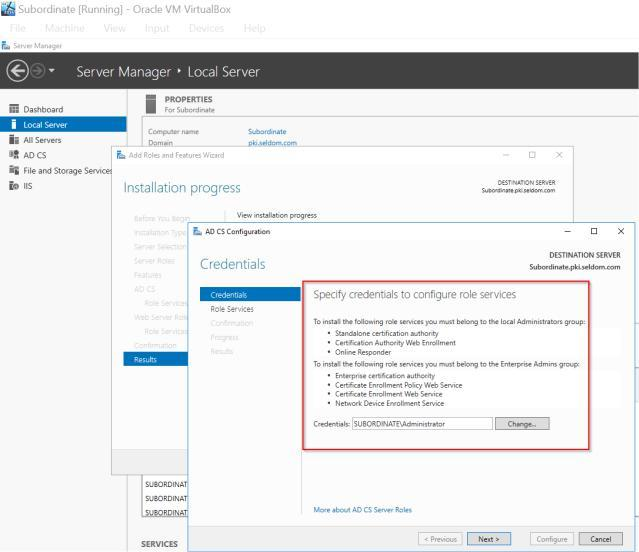 Subordinate [Running] - Oracle VM VirtualBox
File Machine View Input Devices Help
Server Manager
Server Manager ‣ Local Server
Dashboard
Local Server
All Servers
AD CS
File and Storage Services
IIS
PROPERTIES
For Subordinate
Computer name Subordinate
Domain pki.seldom.com
Add Roles and Features Wizard
Installation progress
DESTINATION SERVER
Subordinate.pki.seldom.com
Before You Begin
Installation Type
Server Selection
Server Roles
Features
AD CS
Role Services
Web Server Role
Role Services
Confirmation
Results
View installation progress
AD CS Configuration
Credentials
DESTINATION SERVER
Subordinate.pki.seldom.com
Credentials
Role Services
Confirmation
Progress
Results
Specify credentials to configure role services
To install the following role services you must belong to the local Administrators group:
• Standalone certification authority
• Certification Authority Web Enrollment
• Online Responder
To install the following role services you must belong to the Enterprise Admins group:
• Enterprise certification authority
• Certificate Enrollment Policy Web Service
• Certificate Enrollment Web Service
• Network Device Enrollment Service
Credentials: SUBORDINATE\Administrator Change...
More about AD CS Server Roles
< Previous Next > Configure Cancel
SUBORDINAT
SUBORDINAT
SUBORDINAT
SERVICES